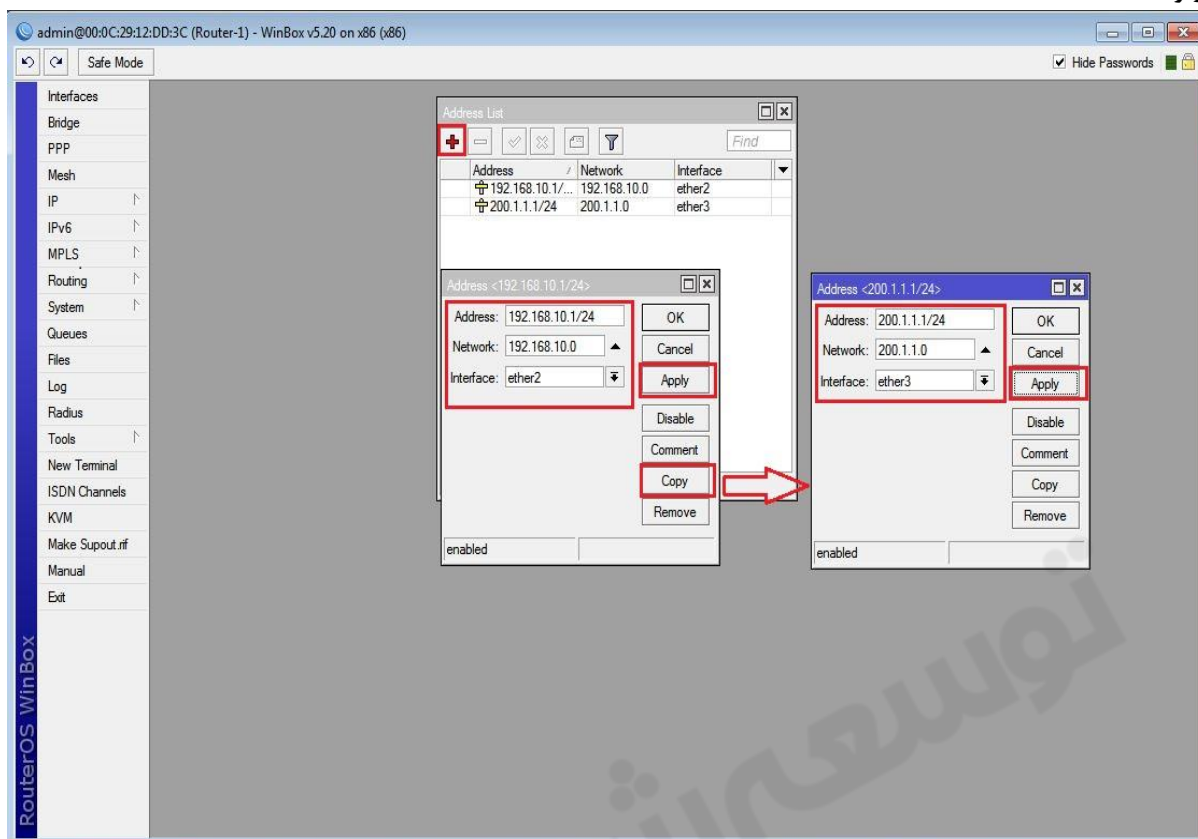 admin@00:0C:29:12:DD:3C (Router-1) - WinBox v5.20 on x86 (x86)
Safe Mode
Hide Passwords
Interfaces
Bridge
PPP
Mesh
IP
IPv6
MPLS
Routing
System
Queues
Files
Log
Radius
Tools
New Terminal
ISDN Channels
KVM
Make Supout.rif
Manual
Exit
RouterOS WinBox
Address List
Find
Address / Network Interface
192.168.10.1/... 192.168.10.0 ether2
200.1.1.1/24 200.1.1.0 ether3
Address <192.168.10.1/24>
Address: 192.168.10.1/24
Network: 192.168.10.0
Interface: ether2
OK
Cancel
Apply
Disable
Comment
Copy
Remove
enabled
Address <200.1.1.1/24>
Address: 200.1.1.1/24
Network: 200.1.1.0
Interface: ether3
OK
Cancel
Apply
Disable
Comment
Copy
Remove
enabled